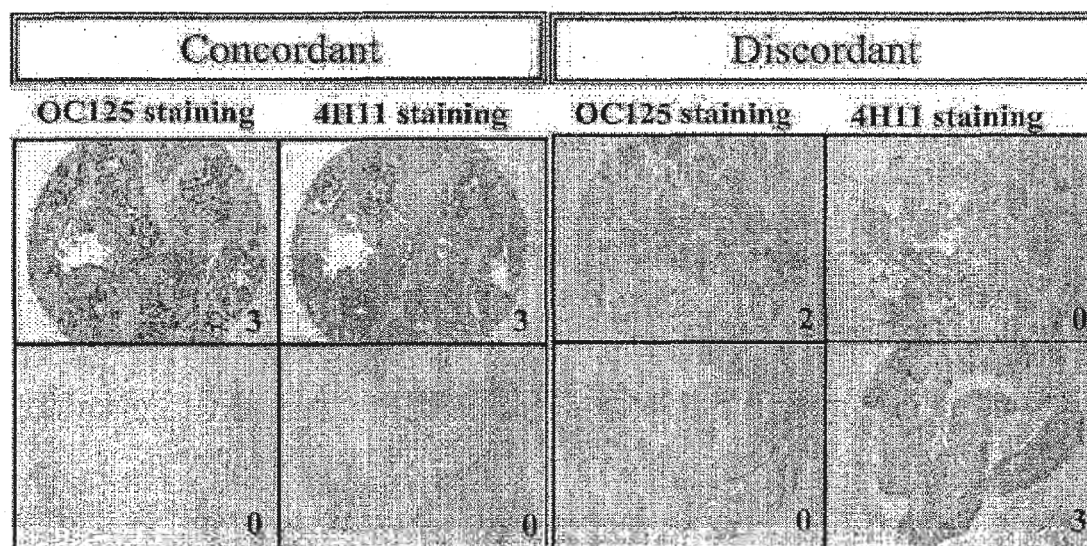 Concordant Discordant
OC125 staining 4H11 staining OC125 staining 4H11 staining
3 3 2 0
0 0 0 3